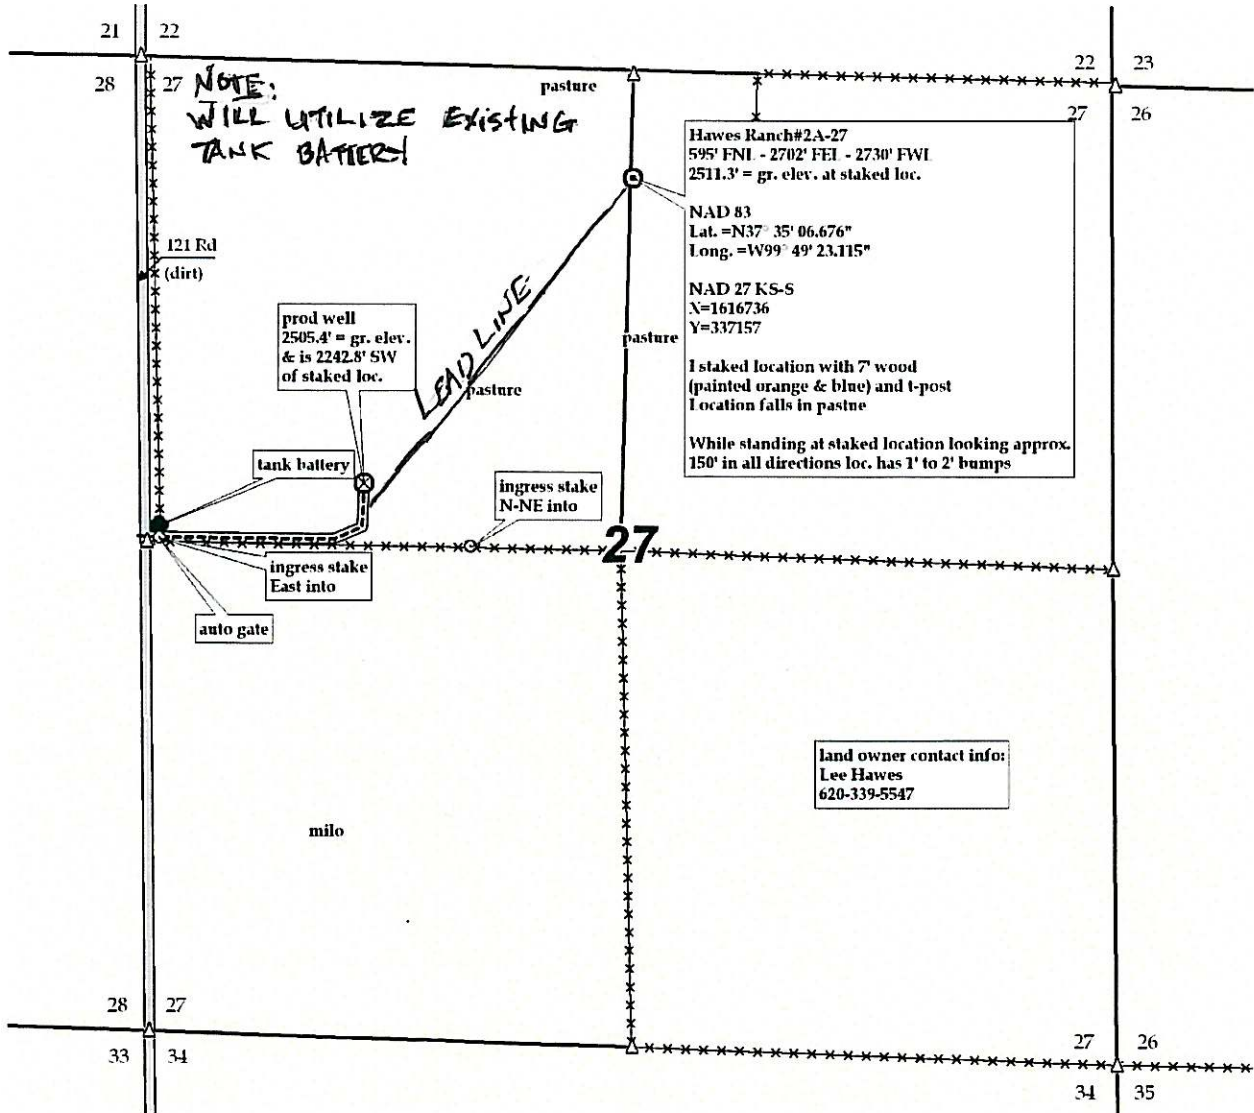 21 22
28 27
22 23
27 26
NOTE:
WILL UTILIZE EXISTING
TANK BATTERY
pasture
Hawes Ranch#2A-27
595' FNL - 2702' FEL - 2730' FWL
2511.3' = gr. elev. at staked loc.
NAD 83
Lat. =N37° 35' 06.676"
Long. =W99° 49' 23.115"
NAD 27 KS-S
X=1616736
Y=337157
I staked location with 7' wood
(painted orange & blue) and t-post
Location falls in pastue
While standing at staked location looking approx.
150' in all directions loc. has 1' to 2' bumps
121 Rd
(dirt)
prod well
2505.4' = gr. elev.
& is 2242.8' SW
of staked loc.
LEAD LINE
pasture
pasture
tank battery
ingress stake
N-NE into
27
ingress stake
East into
auto gate
land owner contact info:
Lee Hawes
620-339-5547
milo
28 27
33 34
27 26
34 35